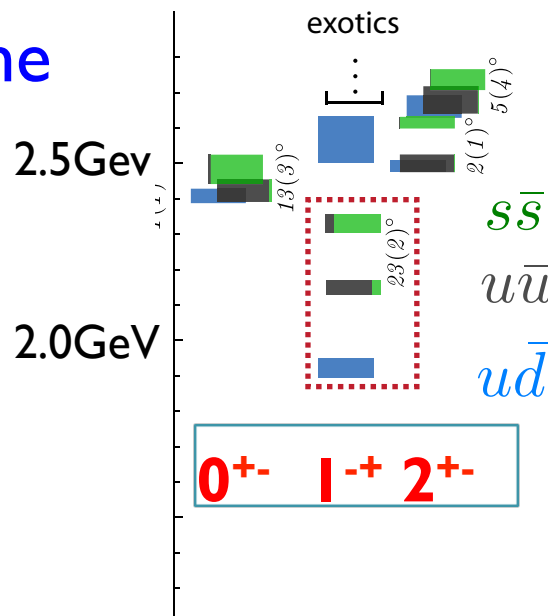 exotics
ne
2.5Gev
13(3)°
2(1)°
5(4)°
23(2)°
ss̅
uu̅
ud̅
2.0GeV
0⁺⁻ 1⁻⁺ 2⁺⁻